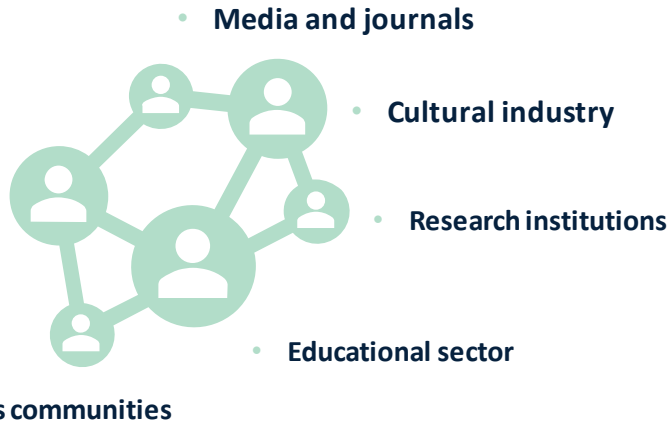 • Media and journals
• Cultural industry
• Research institutions
• Educational sector
s communities